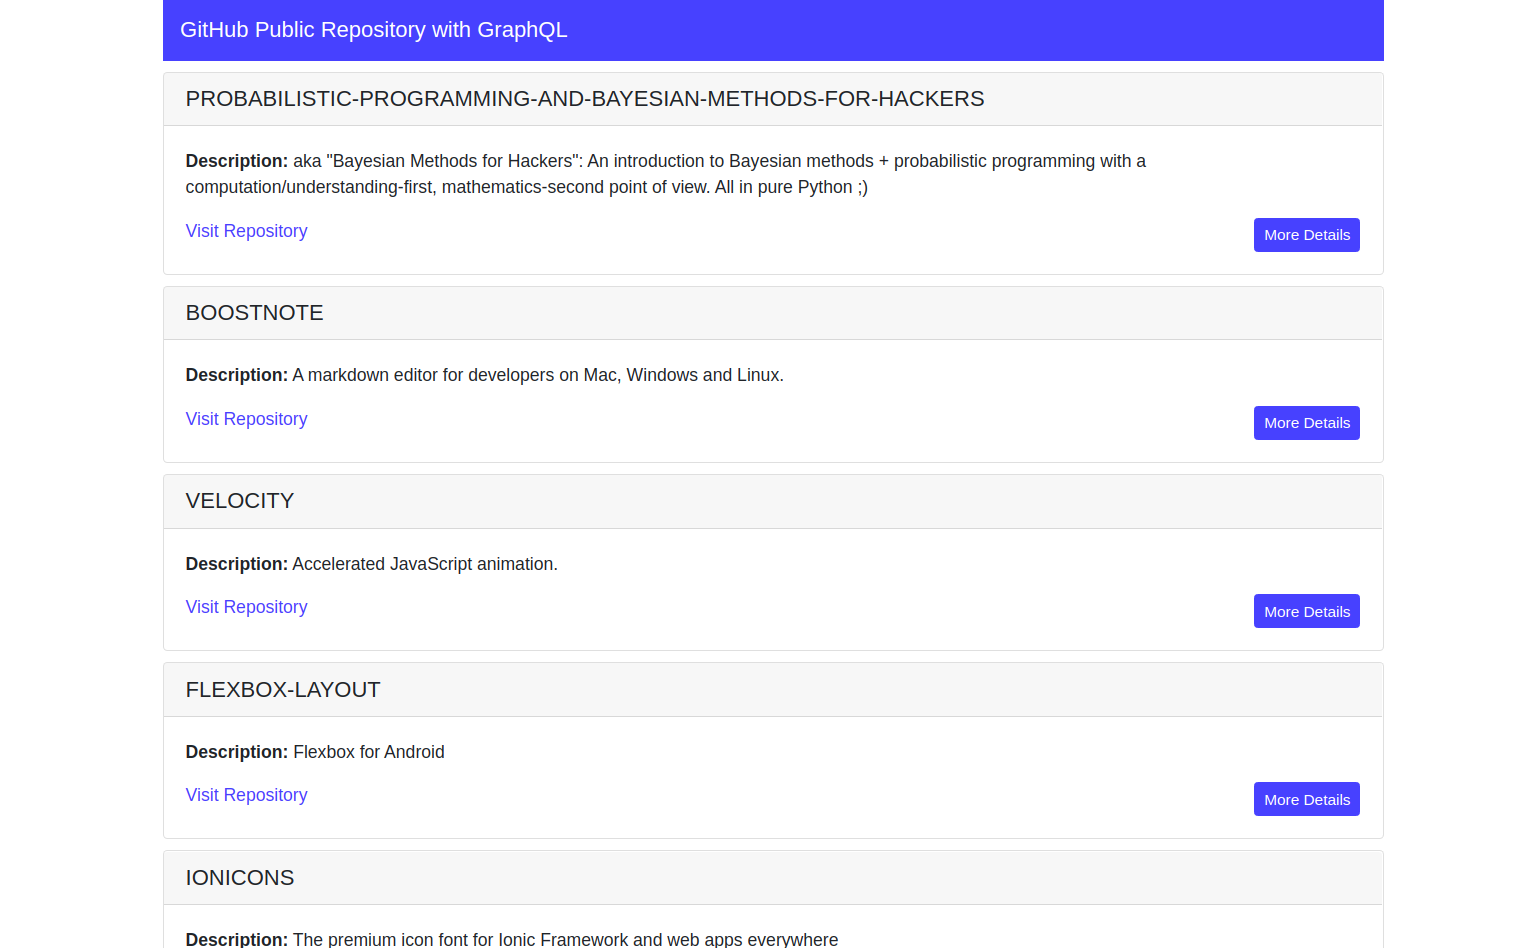 GitHub Public Repository with GraphQL
PROBABILISTIC-PROGRAMMING-AND-BAYESIAN-METHODS-FOR-HACKERS
Description: aka "Bayesian Methods for Hackers": An introduction to Bayesian methods + probabilistic programming with a
computation/understanding-first, mathematics-second point of view. All in pure Python ;)
Visit Repository
More Details
BOOSTNOTE
Description: A markdown editor for developers on Mac, Windows and Linux.
Visit Repository
More Details
VELOCITY
Description: Accelerated JavaScript animation.
Visit Repository
More Details
FLEXBOX-LAYOUT
Description: Flexbox for Android
Visit Repository
More Details
IONICONS
Description: The premium icon font for Ionic Framework and web apps everywhere